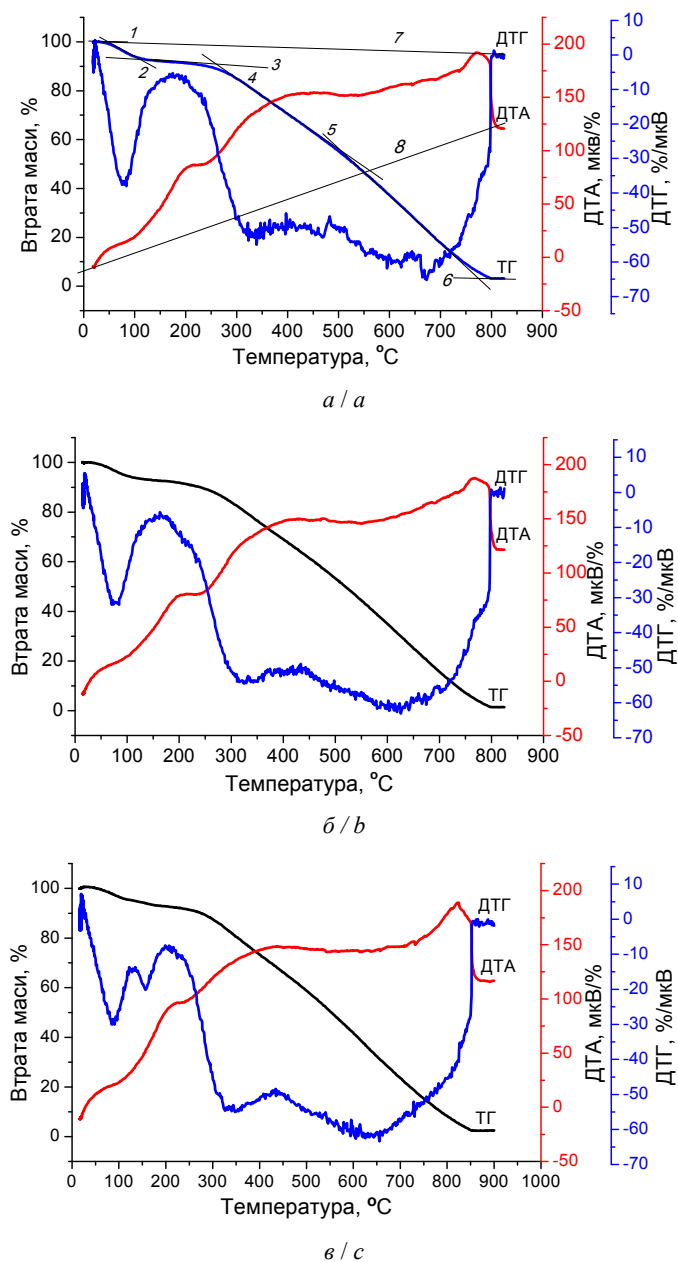 Втрата маси, %
100
80
60
40
20
0
0 100 200 300 400 500 600 700 800 900
Температура, °C
1
2
3
4
5
6
7
8
ДТГ
ДТА
ТГ
200
150
100
50
0
-50
ДТА, мкв/%
10
0
-10
-20
-30
-40
-50
-60
-70
ДТГ, %/мкВ
а / a
Втрата маси, %
100
80
60
40
20
0
0 100 200 300 400 500 600 700 800 900
Температура, °C
ДТГ
ДТА
ТГ
200
150
100
50
0
-50
ДТА, мкВ/%
10
0
-10
-20
-30
-40
-50
-60
-70
ДТГ, %/мкВ
б / b
Втрата маси, %
100
80
60
40
20
0
0 100 200 300 400 500 600 700 800 900 1000
Температура, °C
ДТГ
ДТА
ТГ
200
150
100
50
0
-50
ДТА, мкВ/%
10
0
-10
-20
-30
-40
-50
-60
-70
ДТГ, %/мкВ
в / c